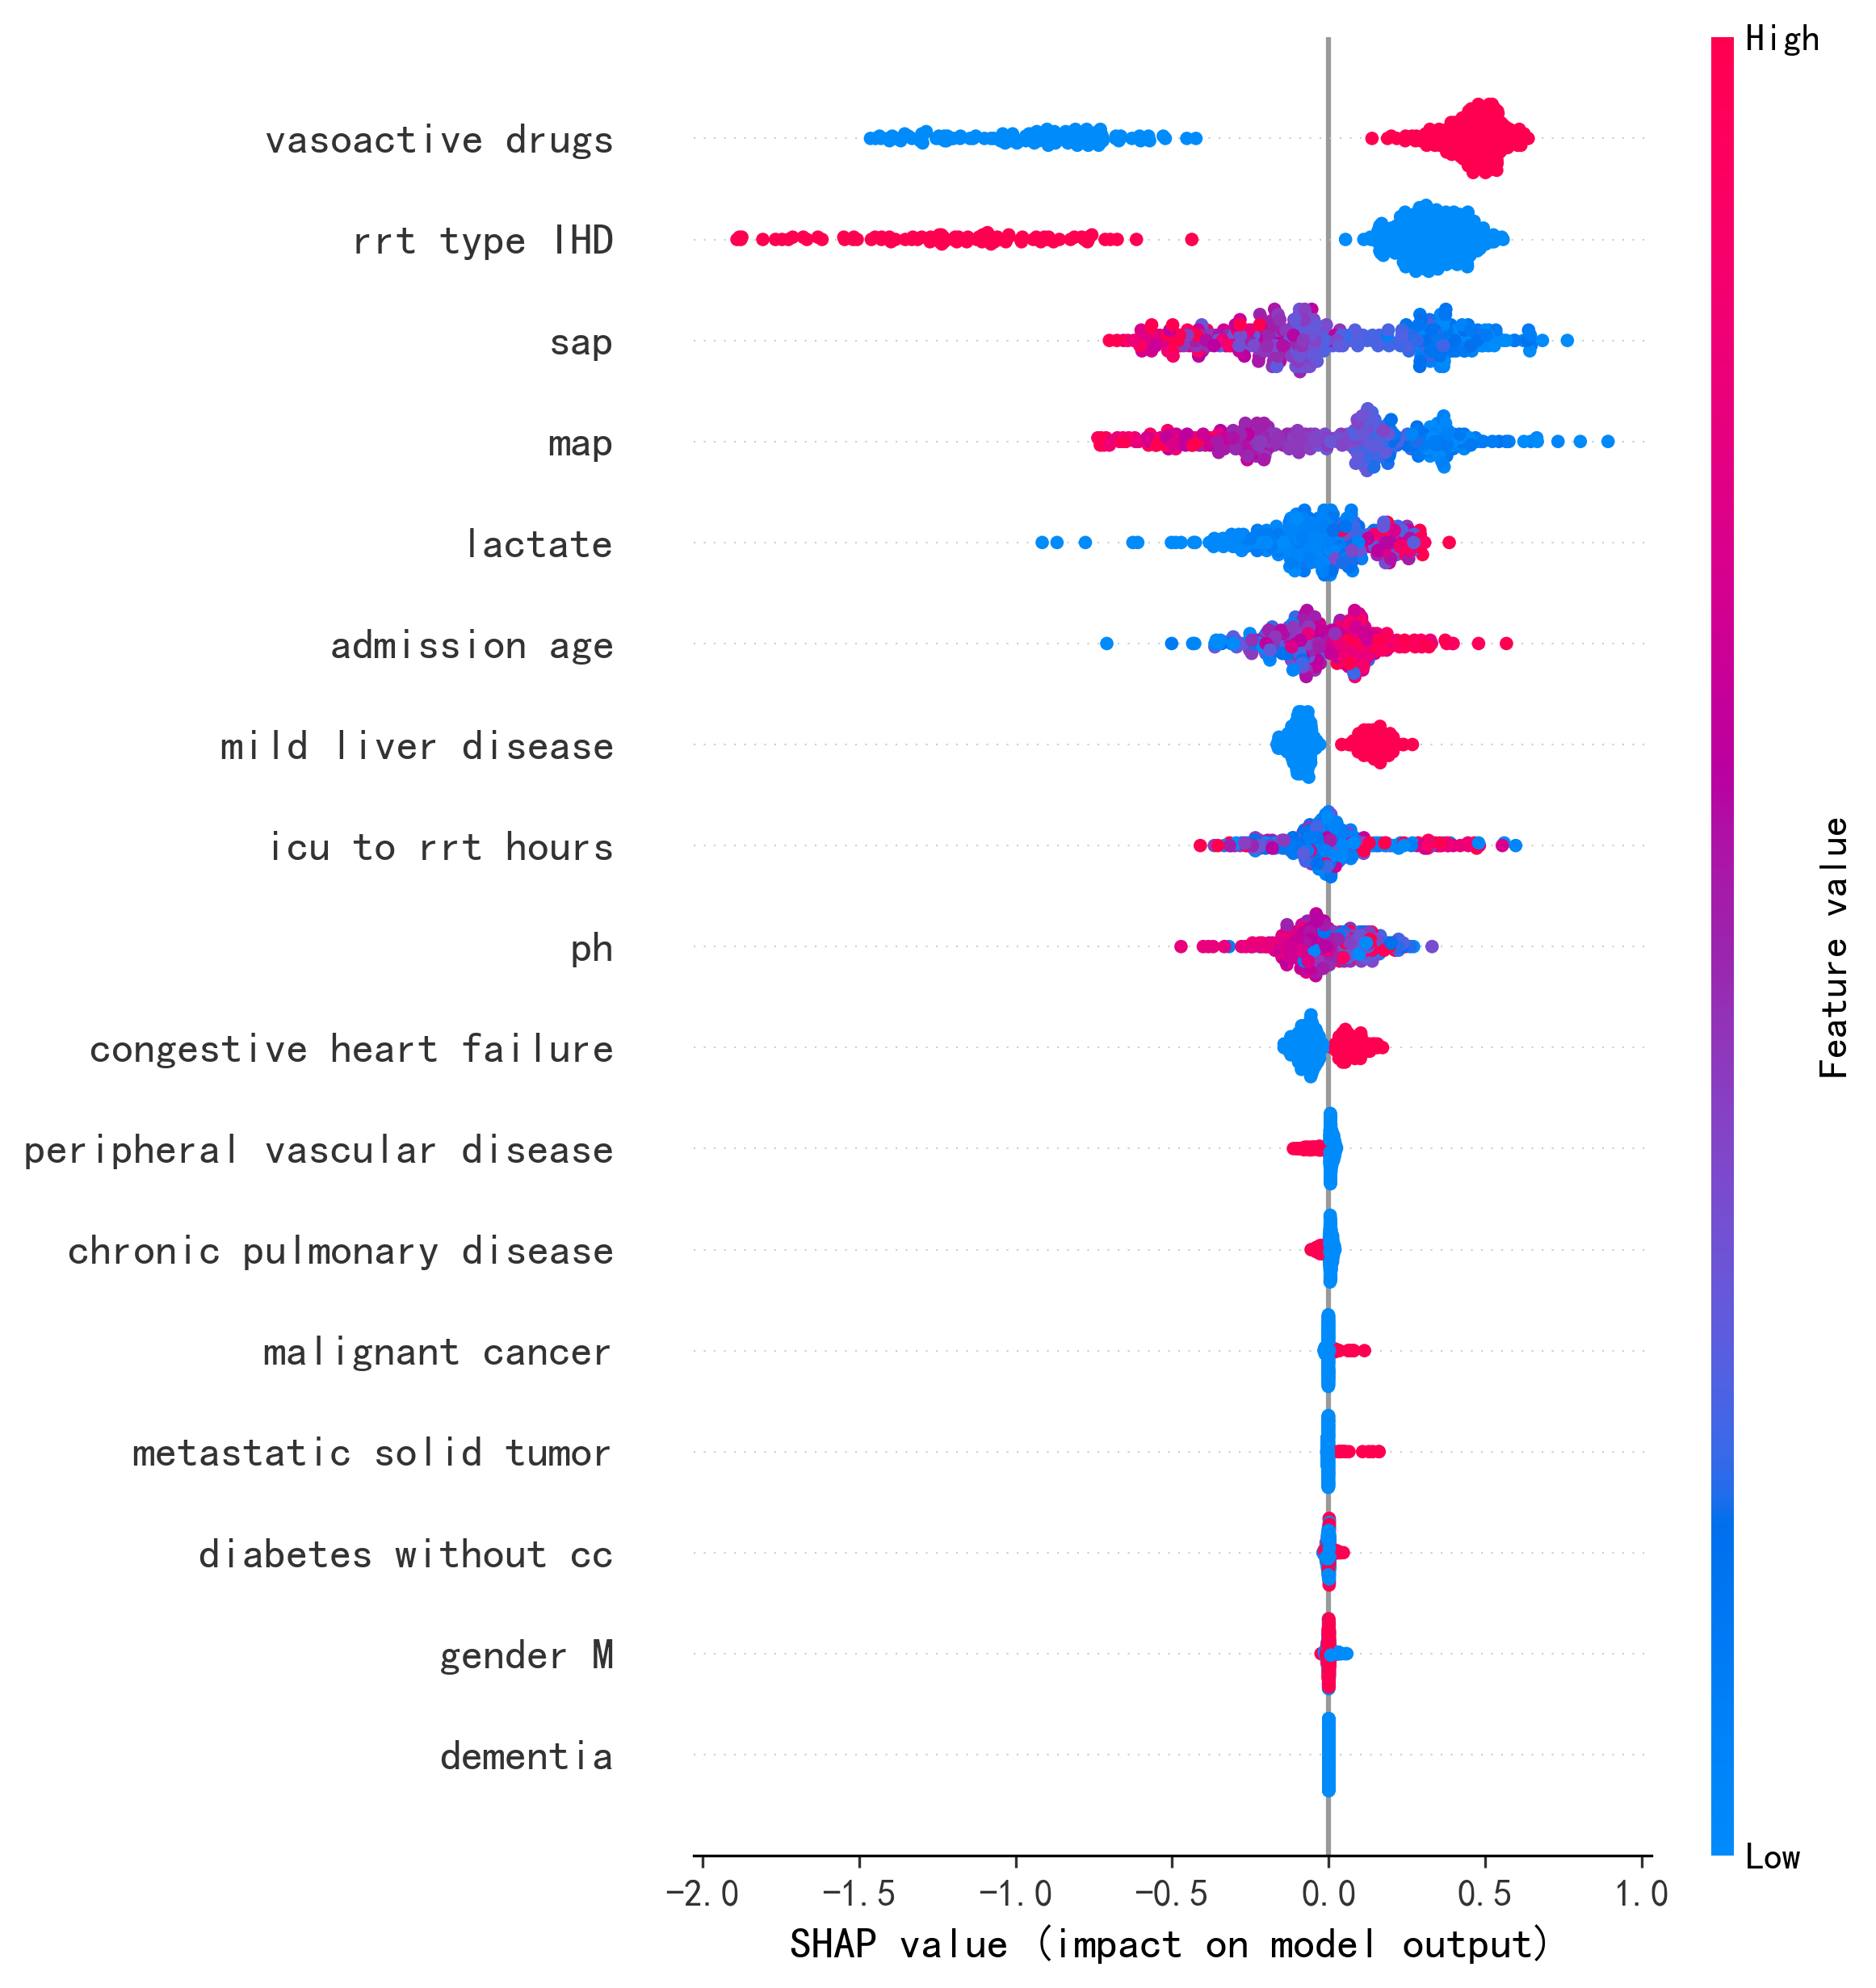 High
vasoactive drugs
rrt type IHD
sap
map
lactate
admission age
mild liver disease
icu to rrt hours
ph
congestive heart failure
peripheral vascular disease
chronic pulmonary disease
malignant cancer
metastatic solid tumor
diabetes without cc
gender M
dementia
Feature value
Low
−2.0 −1.5 −1.0 −0.5 0.0 0.5 1.0
SHAP value (impact on model output)